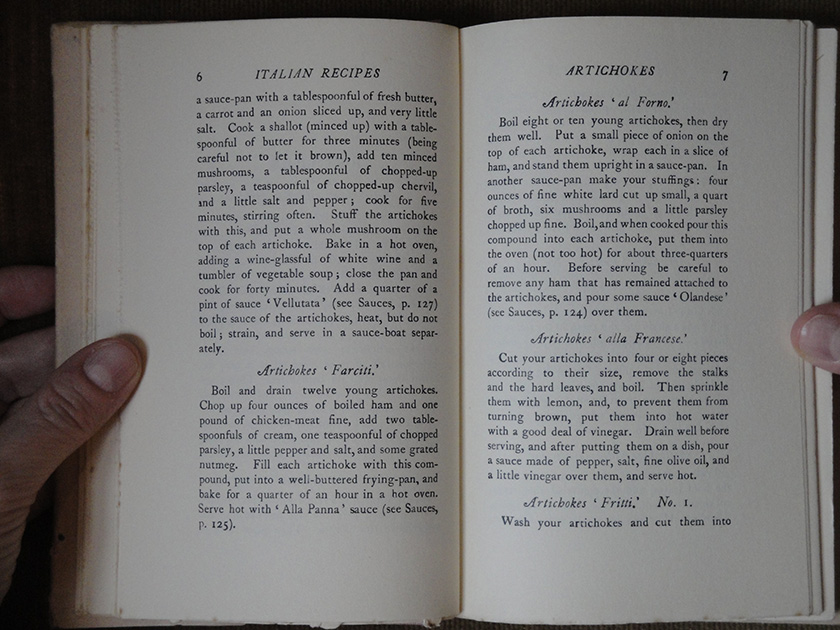 6
ITALIAN RECIPES
a sauce-pan with a tablespoonful of fresh butter,
a carrot and an onion sliced up, and very little
salt. Cook a shallot (minced up) with a table-
spoonful of butter for three minutes (being
careful not to let it brown), add ten minced
mushrooms, a tablespoonful of chopped-up
parsley, a teaspoonful of chopped-up chervil,
and a little salt and pepper; cook for five
minutes, stirring often. Stuff the artichokes
with this, and put a whole mushroom on the
top of each artichoke. Bake in a hot oven,
adding a wine-glassful of white wine and a
tumbler of vegetable soup; close the pan and
cook for forty minutes. Add a quarter of a
pint of sauce ‘Vellutata’ (see Sauces, p. 127)
to the sauce of the artichokes, heat, but do not
boil; strain, and serve in a sauce-boat separ-
ately.
Artichokes ‘Farciti.’
Boil and drain twelve young artichokes.
Chop up four ounces of boiled ham and one
pound of chicken-meat fine, add two table-
spoonfuls of cream, one teaspoonful of chopped
parsley, a little pepper and salt, and some grated
nutmeg. Fill each artichoke with this com-
pound, put into a well-buttered frying-pan, and
bake for a quarter of an hour in a hot oven.
Serve hot with ‘Alla Panna’ sauce (see Sauces,
p. 125).
ARTICHOKES
7
Artichokes ‘al Forno.’
Boil eight or ten young artichokes, then dry
them well. Put a small piece of onion on the
top of each artichoke, wrap each in a slice of
ham, and stand them upright in a sauce-pan. In
another sauce-pan make your stuffings: four
ounces of fine white lard cut up small, a quart
of broth, six mushrooms and a little parsley
chopped up fine. Boil, and when cooked pour this
compound into each artichoke, put them into
the oven (not too hot) for about three-quarters
of an hour. Before serving be careful to
remove any ham that has remained attached to
the artichokes, and pour some sauce ‘Olandese’
(see Sauces, p. 124) over them.
Artichokes ‘alla Francese.’
Cut your artichokes into four or eight pieces
according to their size, remove the stalks
and the hard leaves, and boil. Then sprinkle
them with lemon, and, to prevent them from
turning brown, put them into hot water
with a good deal of vinegar. Drain well before
serving, and after putting them on a dish, pour
a sauce made of pepper, salt, fine olive oil, and
a little vinegar over them, and serve hot.
Artichokes ‘Fritti.’ No. 1.
Wash your artichokes and cut them into